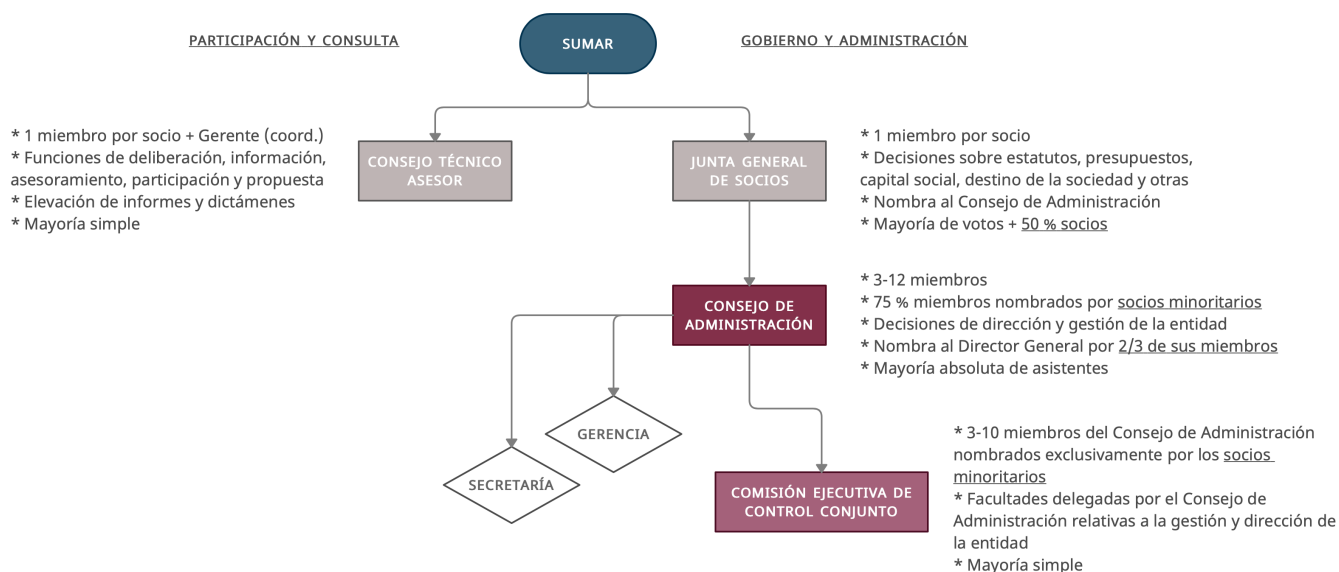 PARTICIPACIÓN Y CONSULTA
SUMAR
GOBIERNO Y ADMINISTRACIÓN
* 1 miembro por socio + Gerente (coord.)
* Funciones de deliberación, información,
asesoramiento, participación y propuesta
* Elevación de informes y dictámenes
* Mayoría simple
CONSEJO TÉCNICO
ASESOR
JUNTA GENERAL
DE SOCIOS
* 1 miembro por socio
* Decisiones sobre estatutos, presupuestos,
capital social, destino de la sociedad y otras
* Nombra al Consejo de Administración
* Mayoría de votos + 50 % socios
CONSEJO DE
ADMINISTRACIÓN
* 3-12 miembros
* 75 % miembros nombrados por socios minoritarios
* Decisiones de dirección y gestión de la entidad
* Nombra al Director General por 2/3 de sus miembros
* Mayoría absoluta de asistentes
GERENCIA
SECRETARÍA
COMISIÓN EJECUTIVA DE
CONTROL CONJUNTO
* 3-10 miembros del Consejo de Administración
nombrados exclusivamente por los socios
minoritarios
* Facultades delegadas por el Consejo de
Administración relativas a la gestión y dirección de
la entidad
* Mayoría simple